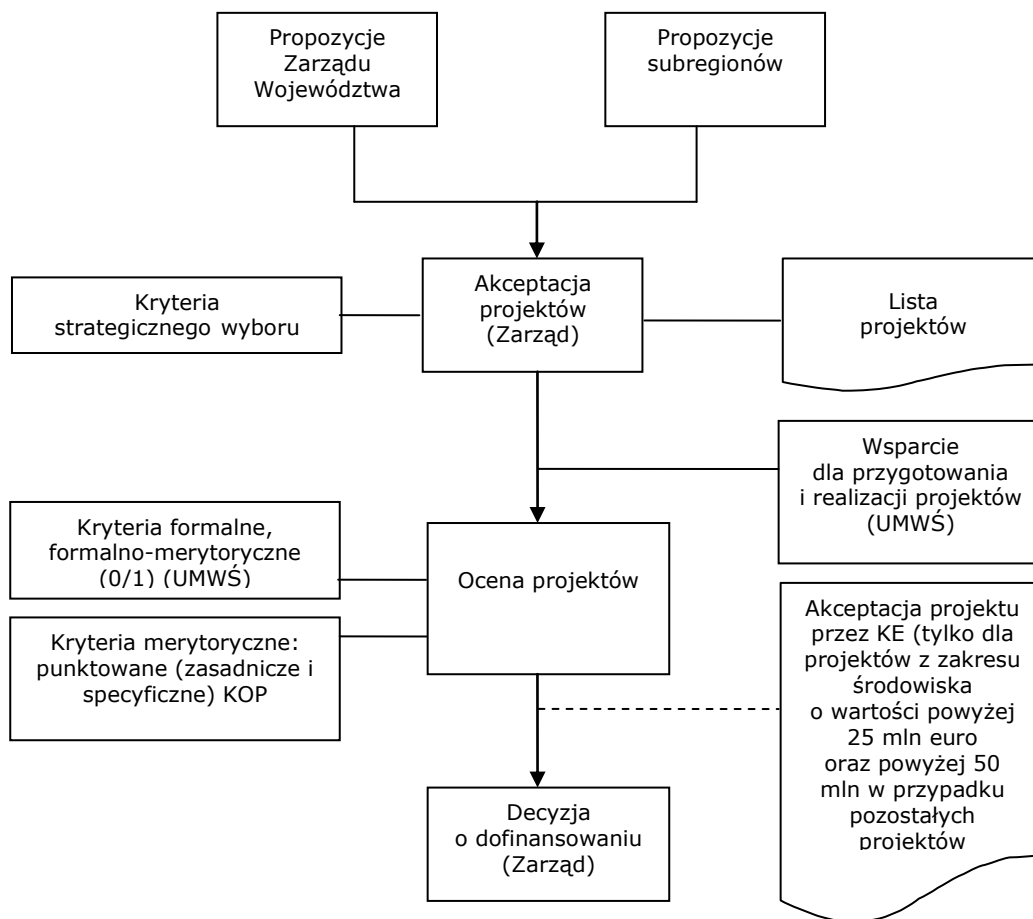 Propozycje
Zarządu
Województwa
Propozycje
subregionów
Akceptacja
projektów
(Zarząd)
Kryteria
strategicznego wyboru
Lista
projektów
Wsparcie
dla przygotowania
i realizacji projektów
(UMWŚ)
Kryteria formalne,
formalno-merytoryczne
(0/1) (UMWŚ)
Ocena projektów
Kryteria merytoryczne:
punktowane (zasadnicze i
specyficzne) KOP
Akceptacja projektu
przez KE (tylko dla
projektów z zakresu
środowiska
o wartości powyżej
25 mln euro
oraz powyżej 50
mln w przypadku
pozostałych
projektów
Decyzja
o dofinansowaniu
(Zarząd)